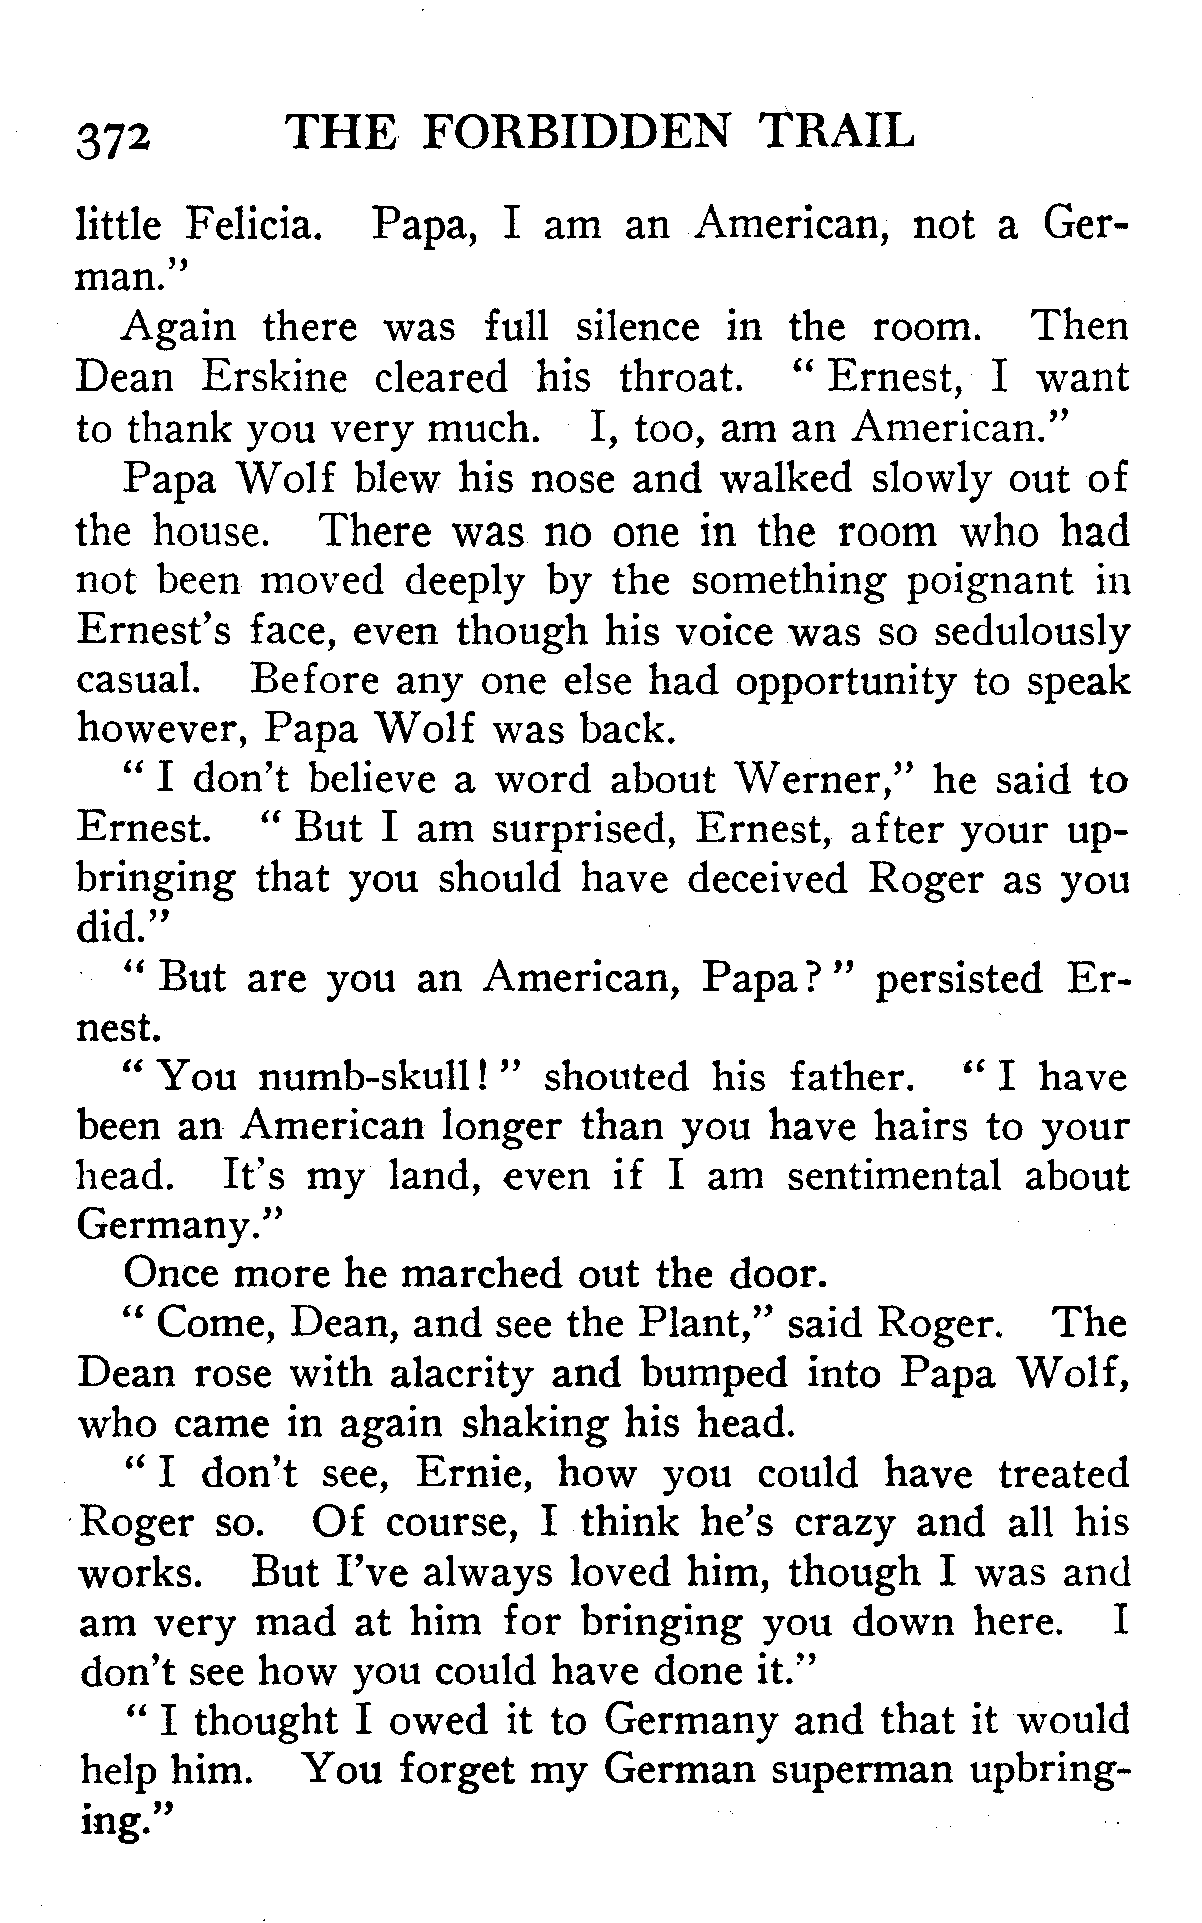 372 THE FORBIDDEN TRAIL
little Felicia. Papa, I am an American, not a Ger-
man."
Again there was full silence in the room. Then
Dean Erskine cleared his throat. " Ernest, I want
to thank you very much. I, too, am an American."
Papa Wolf blew his nose and walked slowly out of
the house. There was no one in the room who had
not been moved deeply by the something poignant in
Ernest's face, even though his voice was so sedulously
casual. Before any one else had opportunity to speak
however, Papa Wolf was back.
" I don't believe a word about Werner," he said to
Ernest. " But I am surprised, Ernest, after your up-
bringing that you should have deceived Roger as you
did."
" But are you an American, Papa? " persisted Er-
nest.
" You numb-skull! " shouted his father. " I have
been an American longer than you have hairs to your
head. It's my land, even if I am sentimental about
Germany."
Once more he marched out the door.
" Come, Dean, and see the Plant," said Roger. The
Dean rose with alacrity and bumped into Papa Wolf,
who came in again shaking his head.
" I don't see, Ernie, how you could have treated
Roger so. Of course, I think he's crazy and all his
works. But I've always loved him, though I was and
am very mad at him for bringing you down here. I
don't see how you could have done it."
" I thought I owed it to Germany and that it would
help him. You forget my German superman upbring-
ing."